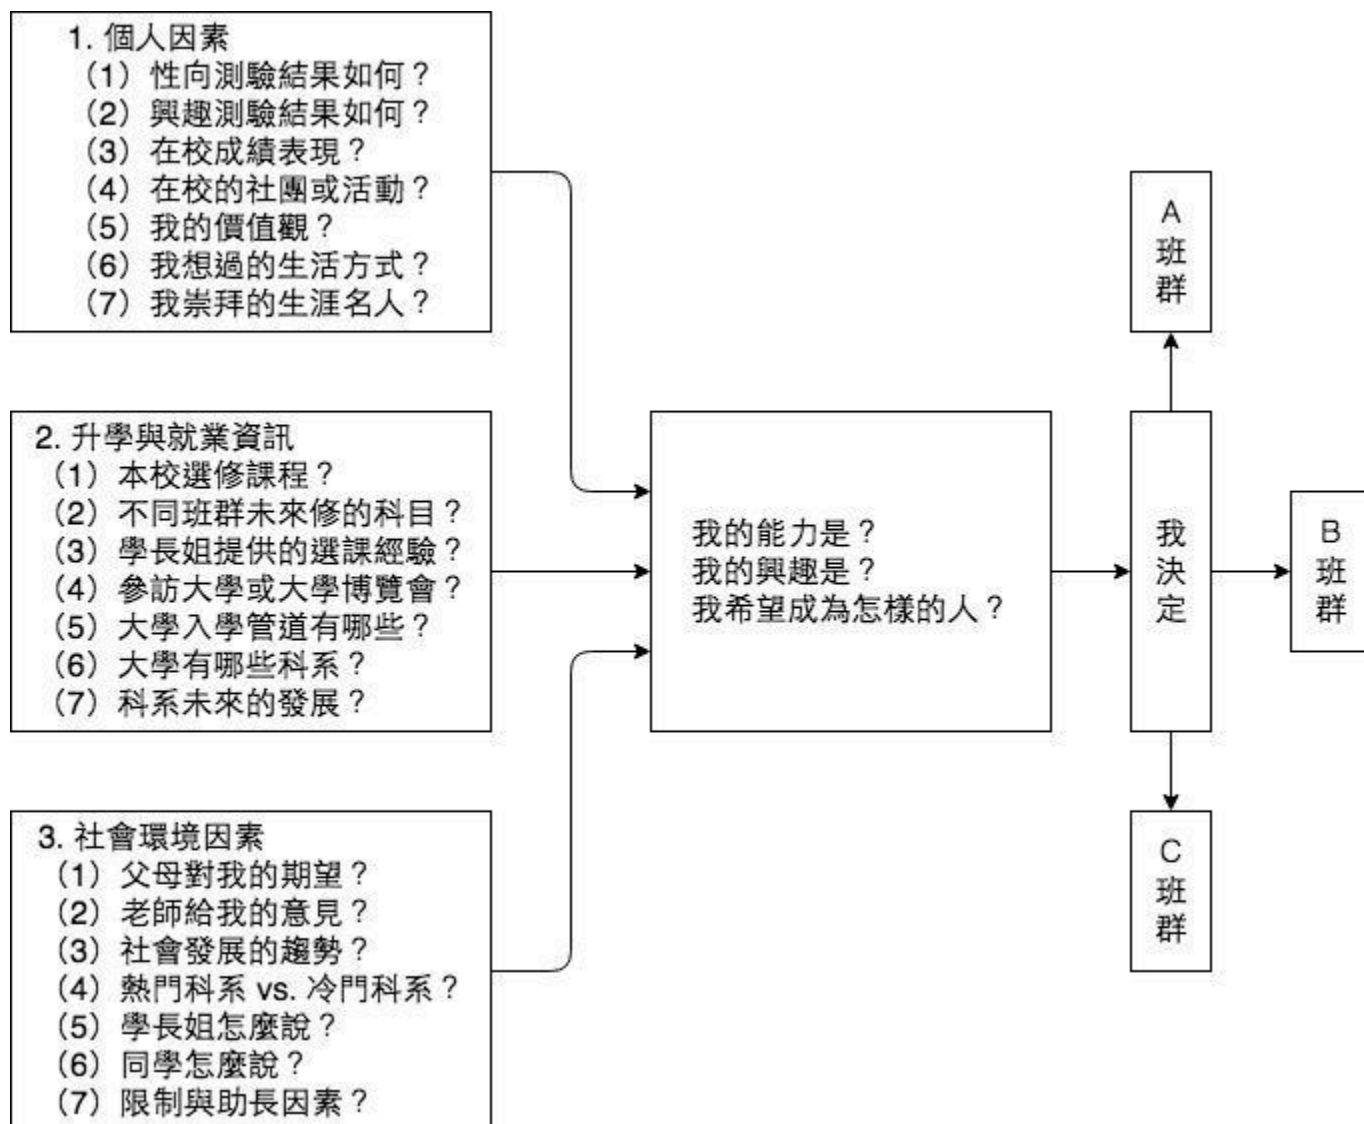 1. 個人因素
（1）性向測驗結果如何？
（2）興趣測驗結果如何？
（3）在校成績表現？
（4）在校的社團或活動？
（5）我的價值觀？
（6）我想過的生活方式？
（7）我崇拜的生涯名人？
2. 升學與就業資訊
（1）本校選修課程？
（2）不同班群未來修的科目？
（3）學長姐提供的選課經驗？
（4）參訪大學或大學博覽會？
（5）大學入學管道有哪些？
（6）大學有哪些科系？
（7）科系未來的發展？
3. 社會環境因素
（1）父母對我的期望？
（2）老師給我的意見？
（3）社會發展的趨勢？
（4）熱門科系 vs. 冷門科系？
（5）學長姐怎麼說？
（6）同學怎麼說？
（7）限制與助長因素？
我的能力是？
我的興趣是？
我希望成為怎樣的人？
我決定
A班群
B班群
C班群